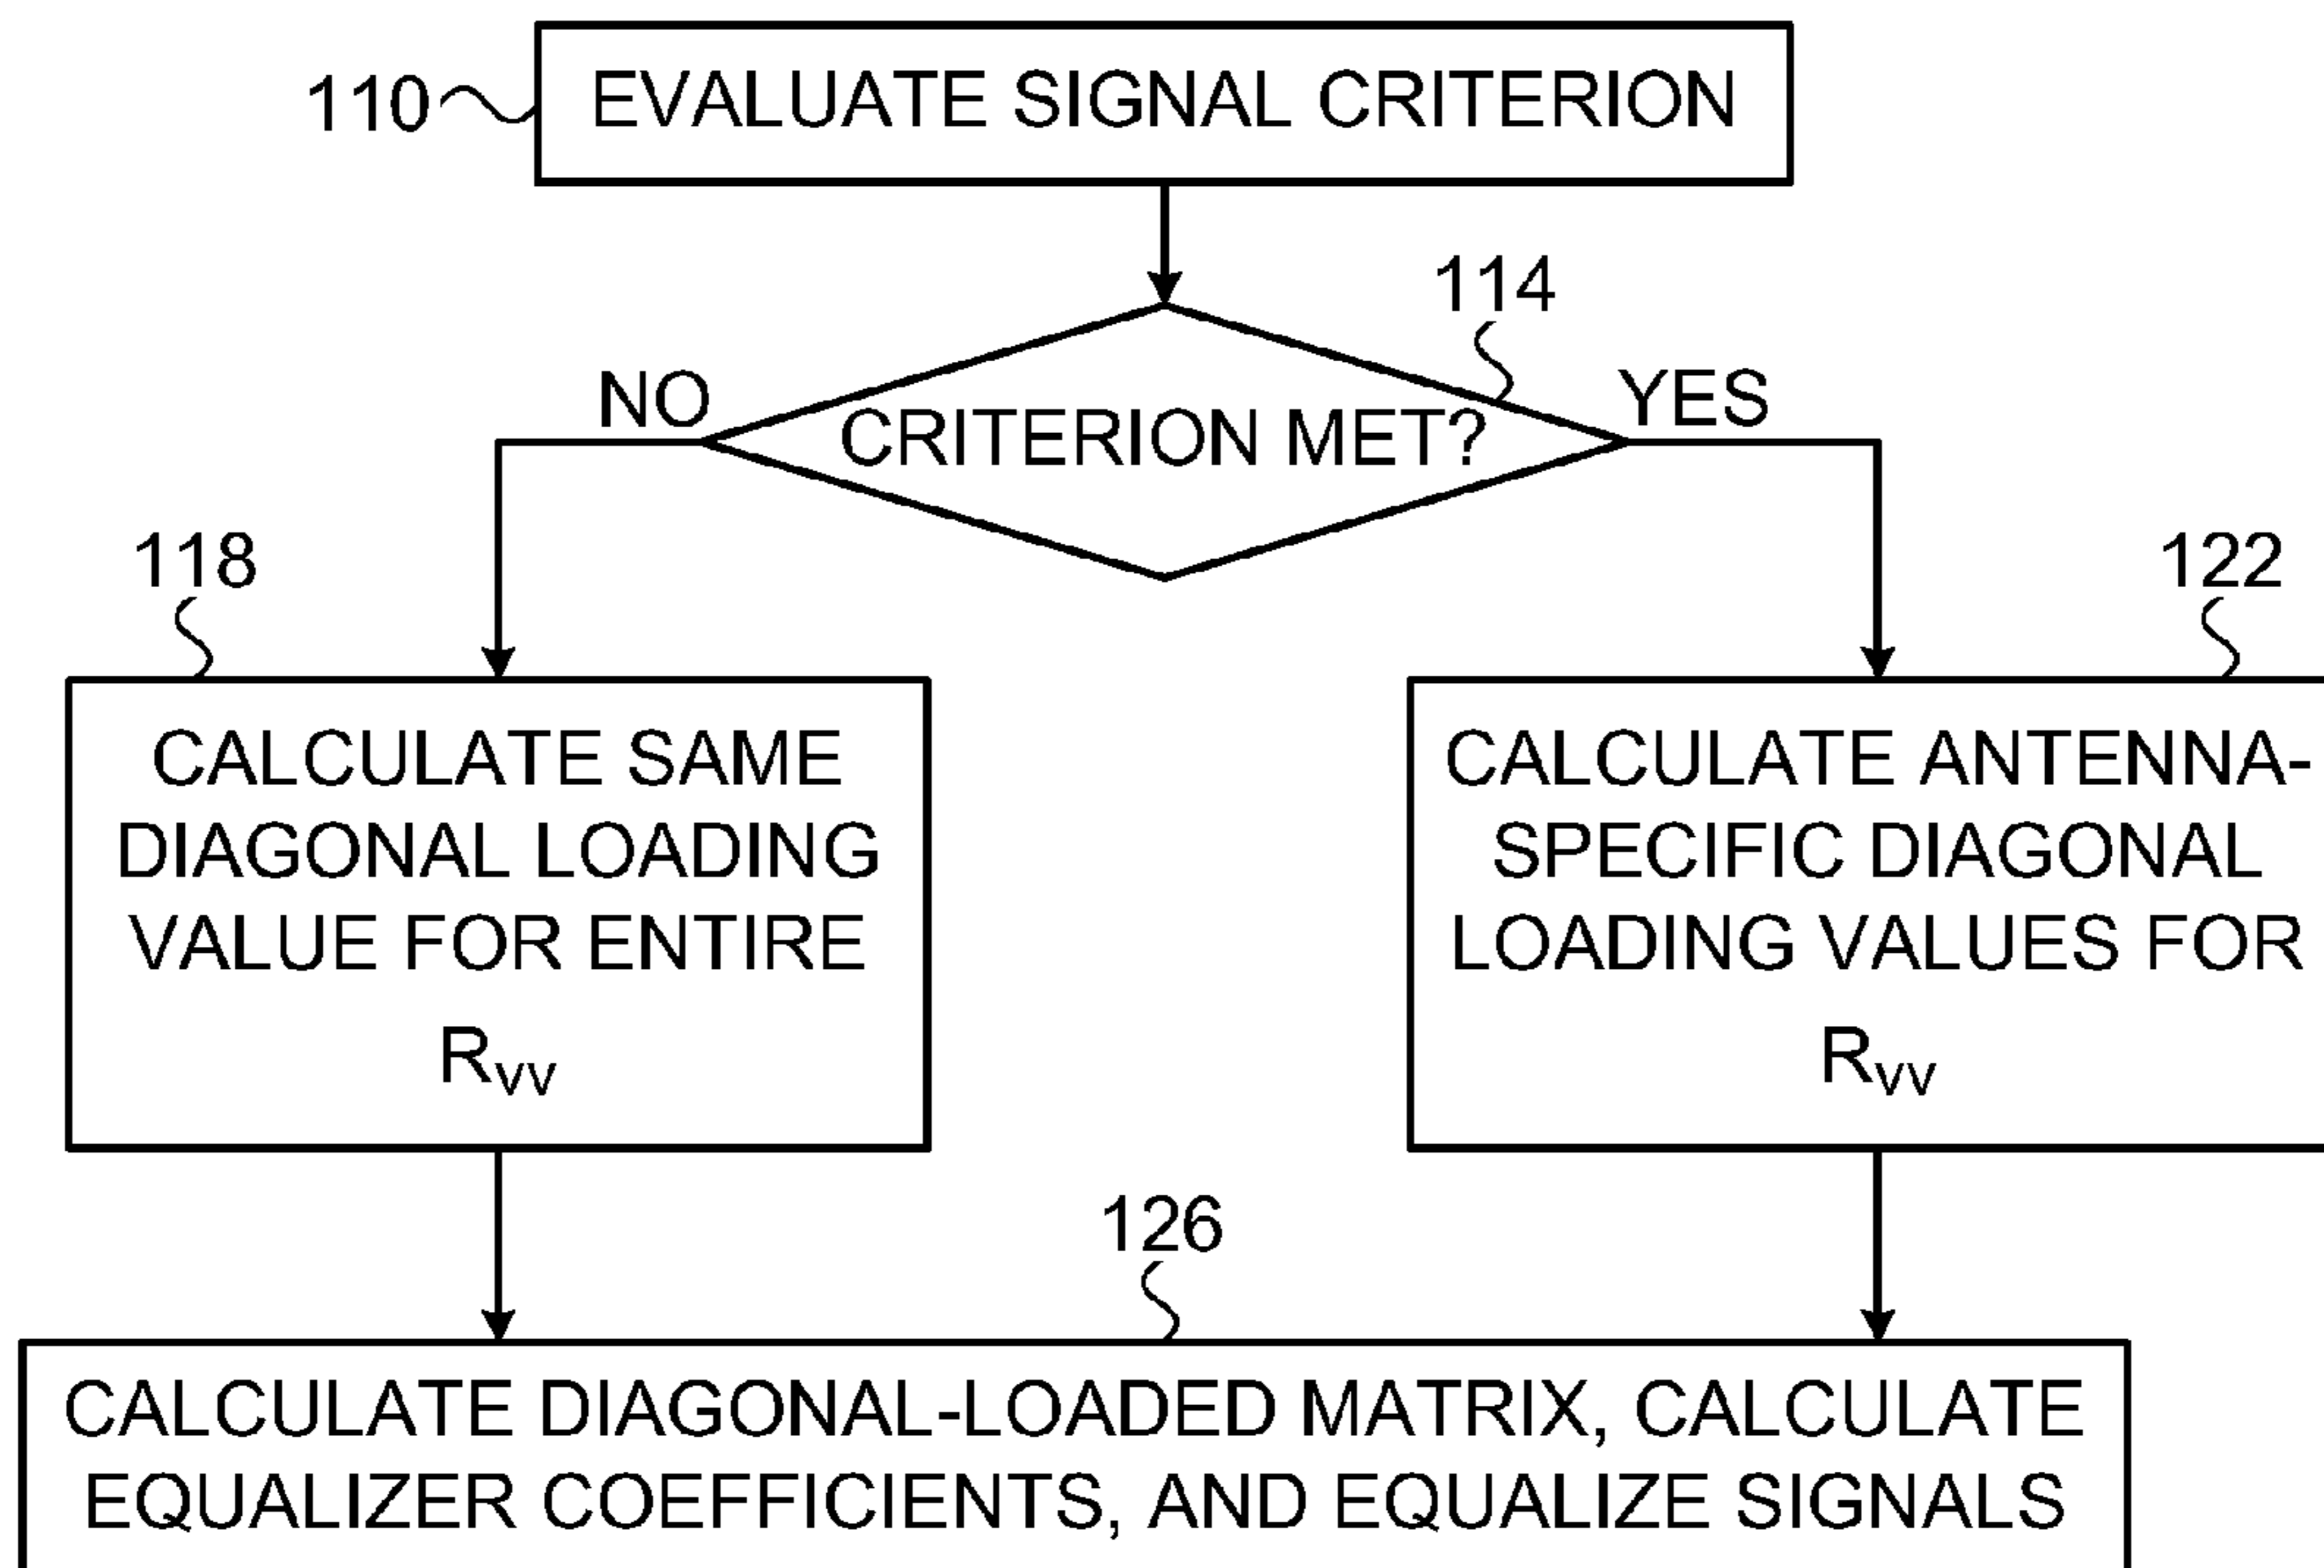 110
EVALUATE SIGNAL CRITERION
114
NO
CRITERION MET?
YES
118
CALCULATE SAME
DIAGONAL LOADING
VALUE FOR ENTIRE
Rvv
122
CALCULATE ANTENNA-
SPECIFIC DIAGONAL
LOADING VALUES FOR
Rvv
126
CALCULATE DIAGONAL-LOADED MATRIX, CALCULATE
EQUALIZER COEFFICIENTS, AND EQUALIZE SIGNALS